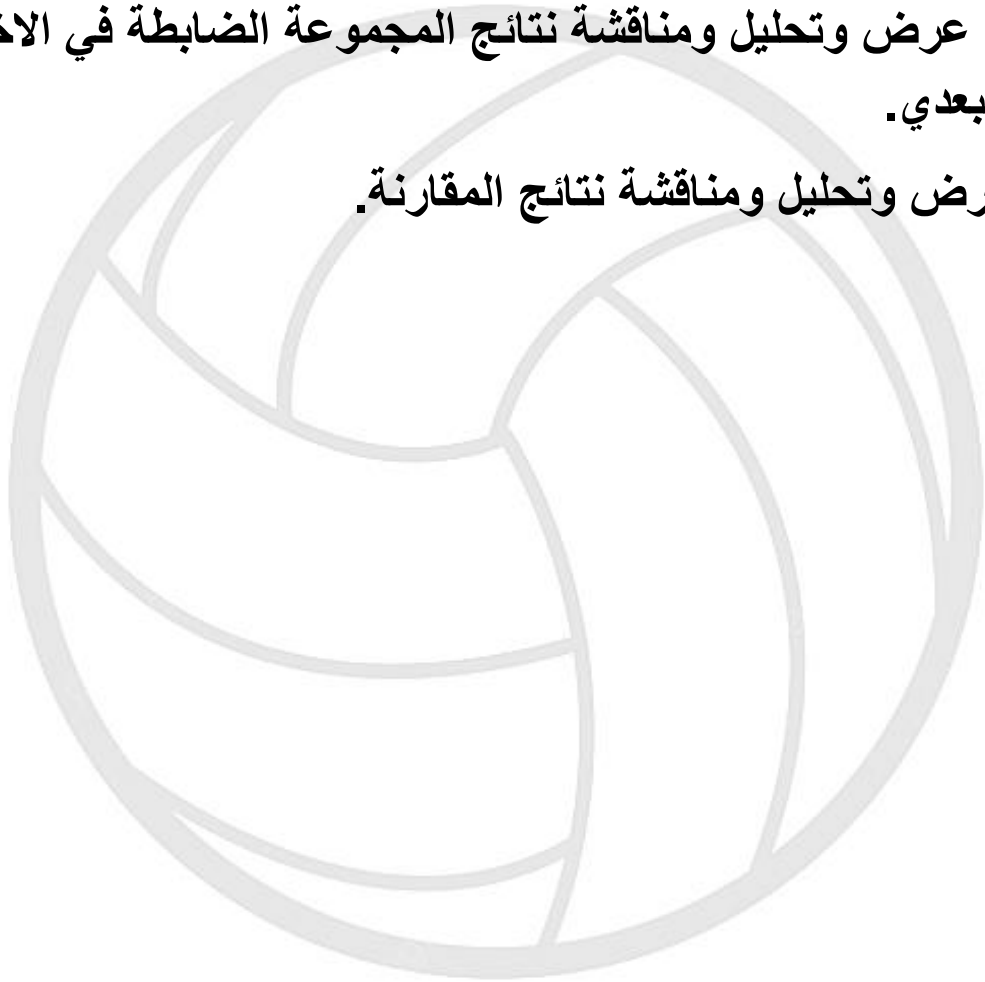 عرض وتحليل ومناقشة نتائج المجموعة الضابطة في
بعدي.
وتحليل ومناقشة نتائج المقارنة.